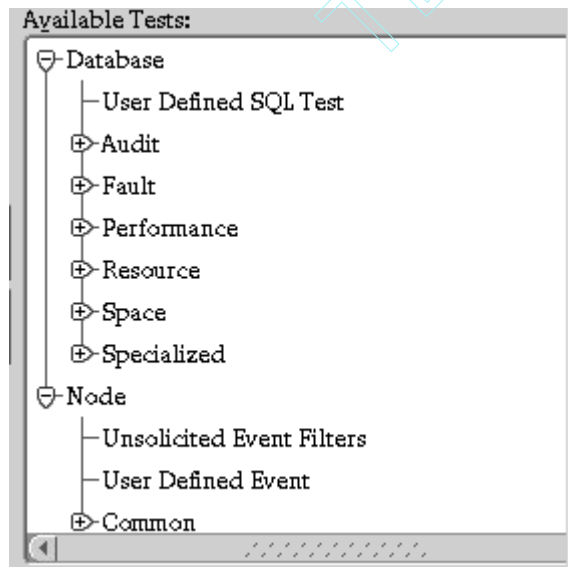 Available Tests:
Database
User Defined SQL Test
Audit
Fault
Performance
Resource
Space
Specialized
Node
Unsolicited Event Filters
User Defined Event
Common